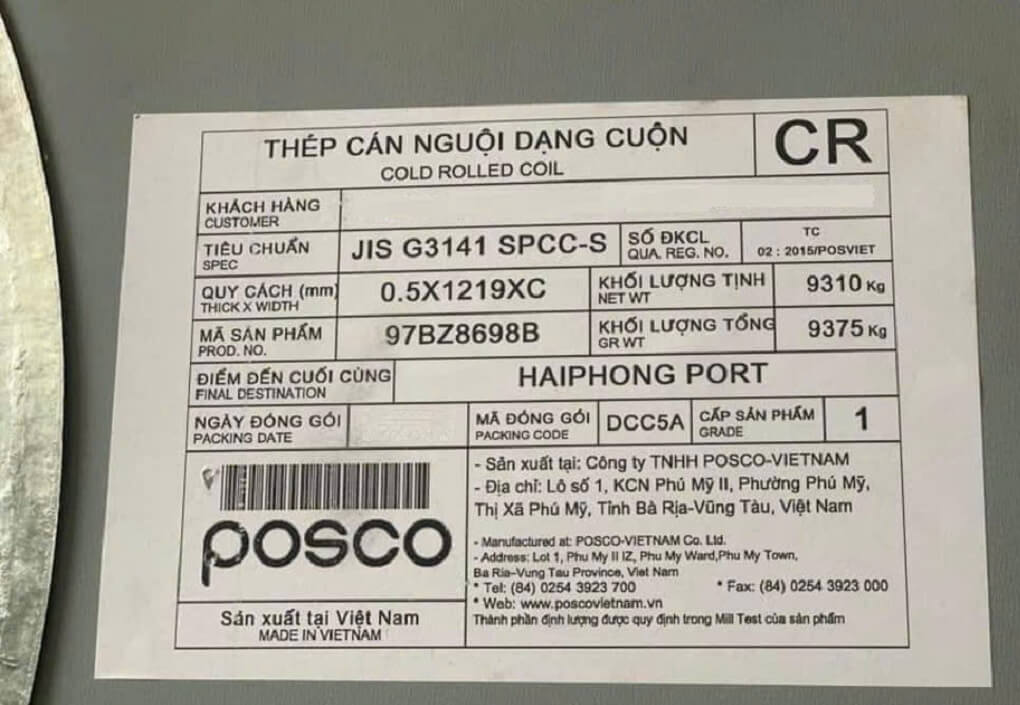 THÉP CÁN NGUỘI DẠNG CUỘN
COLD ROLLED COIL
CR
KHÁCH HÀNG
CUSTOMER
TIÊU CHUẨN
SPEC
JIS G3141 SPCC-S
SỐ ĐKCL
QUA. REG. NO.
TC
02 : 2015/POSVIET
QUY CÁCH (mm)
THICK X WIDTH
0.5X1219XC
KHỐI LƯỢNG TỊNH
NET WT
9310 Kg
MÃ SẢN PHẨM
PROD. NO.
97BZ8698B
KHỐI LƯỢNG TỔNG
GR WT
9375 Kg
ĐIỂM ĐẾN CUỐI CÙNG
FINAL DESTINATION
HAIPHONG PORT
NGÀY ĐÓNG GÓI
PACKING DATE
MÃ ĐÓNG GÓI
PACKING CODE
DCC5A
CẤP SẢN PHẨM
GRADE
1
posco
Sản xuất tại Việt Nam
MADE IN VIETNAM
- Sản xuất tại: Công ty TNHH POSCO-VIETNAM
- Địa chỉ: Lô số 1, KCN Phú Mỹ II, Phường Phú Mỹ,
Thị Xã Phú Mỹ, Tỉnh Bà Rịa-Vũng Tàu, Việt Nam
- Manufactured at: POSCO-VIETNAM Co. Ltd.
- Address: Lot 1, Phu My II IZ, Phu My Ward,Phu My Town,
Ba Ria-Vung Tau Province, Viet Nam
* Tel: (84) 0254 3923 700 * Fax: (84) 0254 3923 000
* Web: www.poscovietnam.vn
Thành phần định lượng được quy định trong Mill Test của sản phẩm